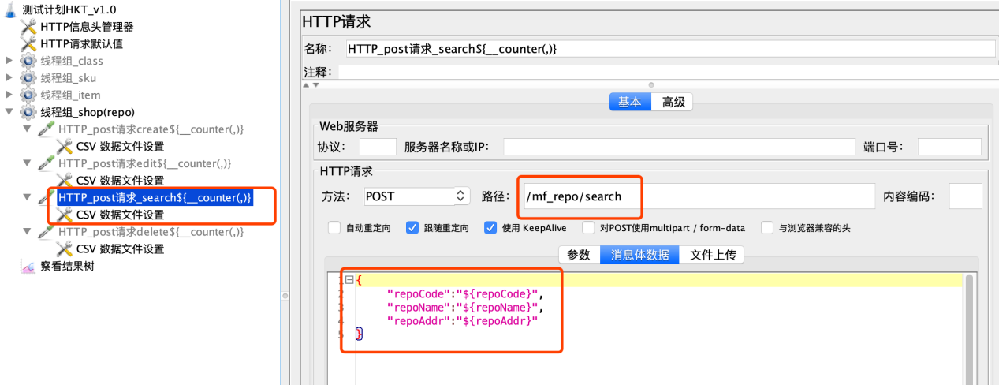 测试计划HKT_v1.0
HTTP信息头管理器
HTTP请求默认值
线程组_class
线程组_sku
线程组_item
线程组_shop(repo)
HTTP_post请求create${__counter(,)}
CSV 数据文件设置
HTTP_post请求edit${__counter(,)}
CSV 数据文件设置
HTTP_post请求_search${__counter(,)}
CSV 数据文件设置
HTTP_post请求delete${__counter(,)}
CSV 数据文件设置
察看结果树
HTTP请求
名称： HTTP_post请求_search${__counter(,)}
注释：
基本 高级
Web服务器
协议： 服务器名称或IP： 端口号：
HTTP请求
方法： POST 路径： /mf_repo/search 内容编码：
自动重定向 跟随重定向 使用 KeepAlive 对POST使用multipart / form-data 与浏览器兼容的头
参数 消息体数据 文件上传
1 {
2 "repoCode":"${repoCode}",
3 "repoName":"${repoName}",
4 "repoAddr":"${repoAddr}"
5 }